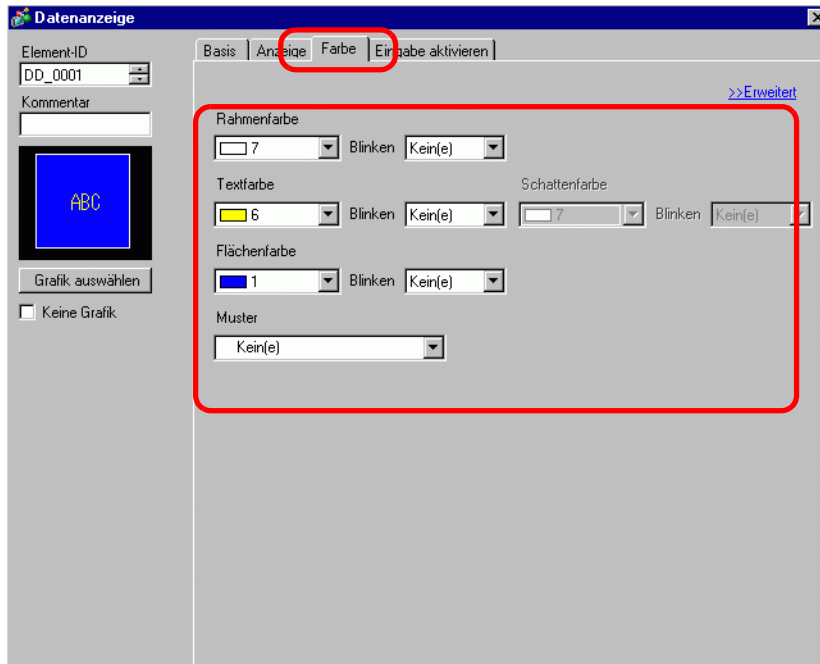 Datenanzeige
Element-ID
DD_0001
Kommentar
ABC
Grafik auswählen
Keine Grafik
Basis Anzeige Farbe Eingabe aktivieren
>>Erweitert
Rahmenfarbe
7 Blinken Kein(e)
Textfarbe Schattenfarbe
6 Blinken Kein(e) 7 Blinken Kein(e)
Flächenfarbe
1 Blinken Kein(e)
Muster
Kein(e)